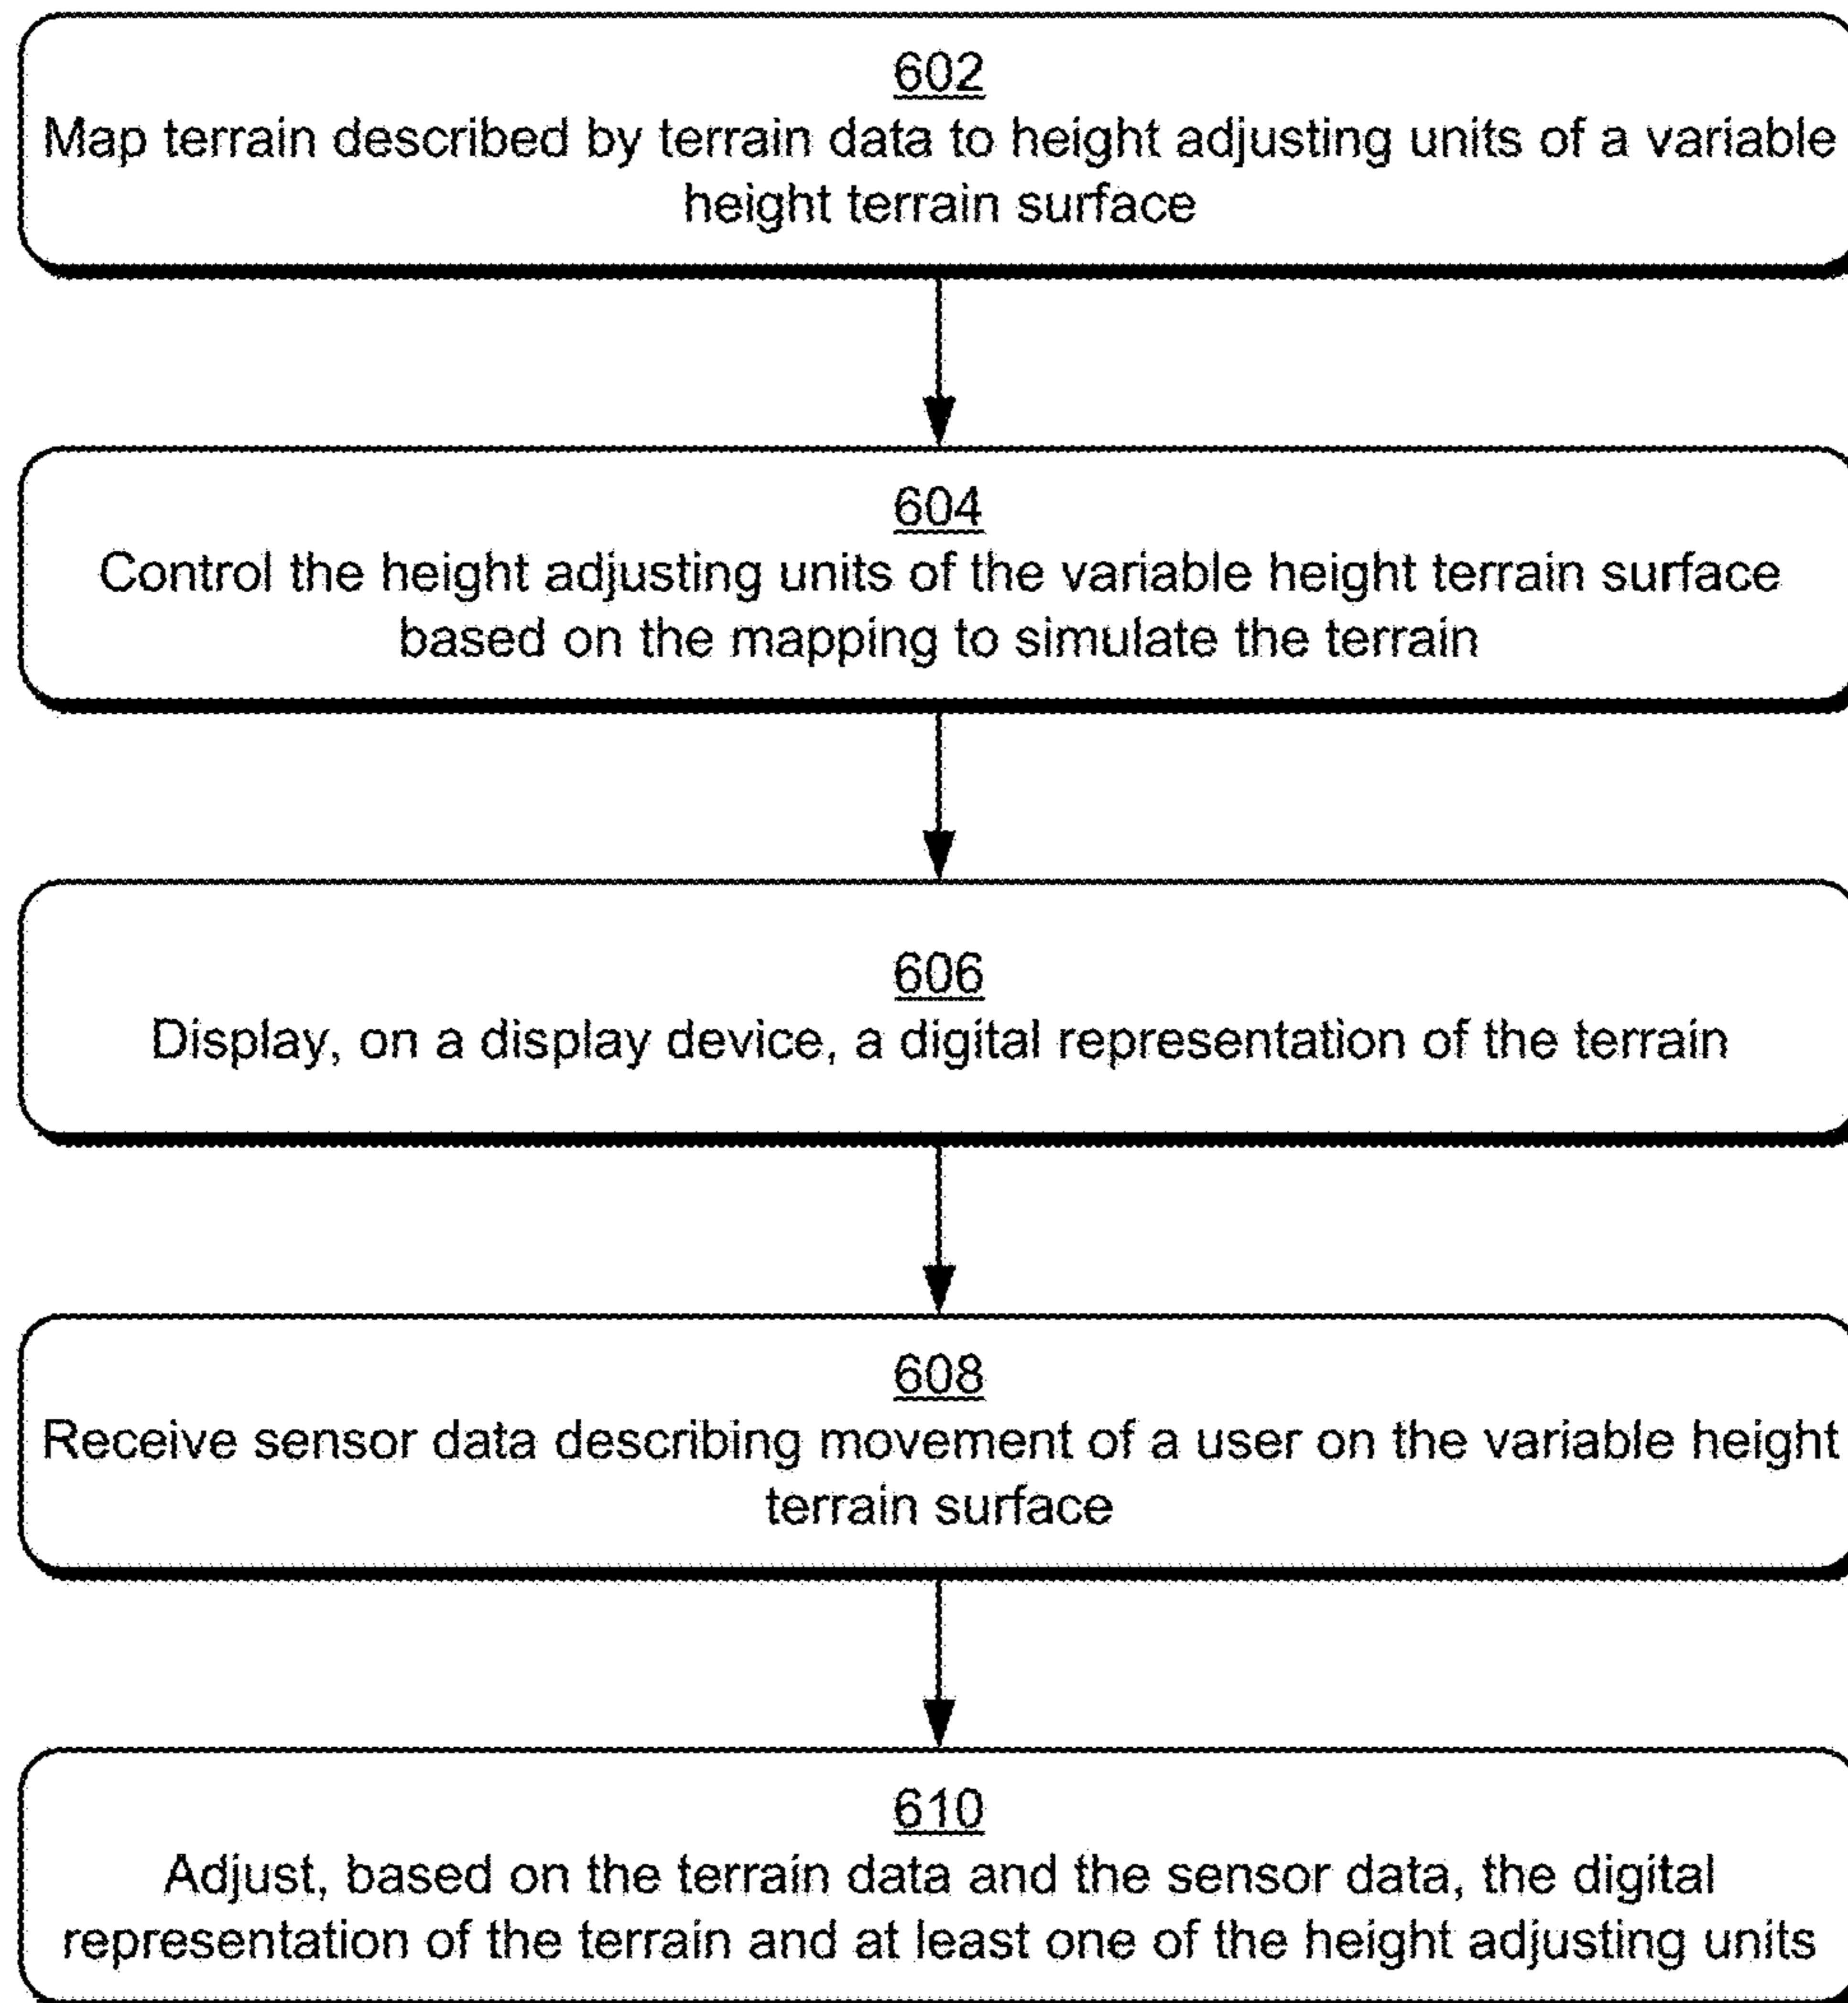 602
Map terrain described by terrain data to height adjusting units of a variable
height terrain surface
604
Control the height adjusting units of the variable height terrain surface
based on the mapping to simulate the terrain
606
Display, on a display device, a digital representation of the terrain
608
Receive sensor data describing movement of a user on the variable height
terrain surface
610
Adjust, based on the terrain data and the sensor data, the digital
representation of the terrain and at least one of the height adjusting units